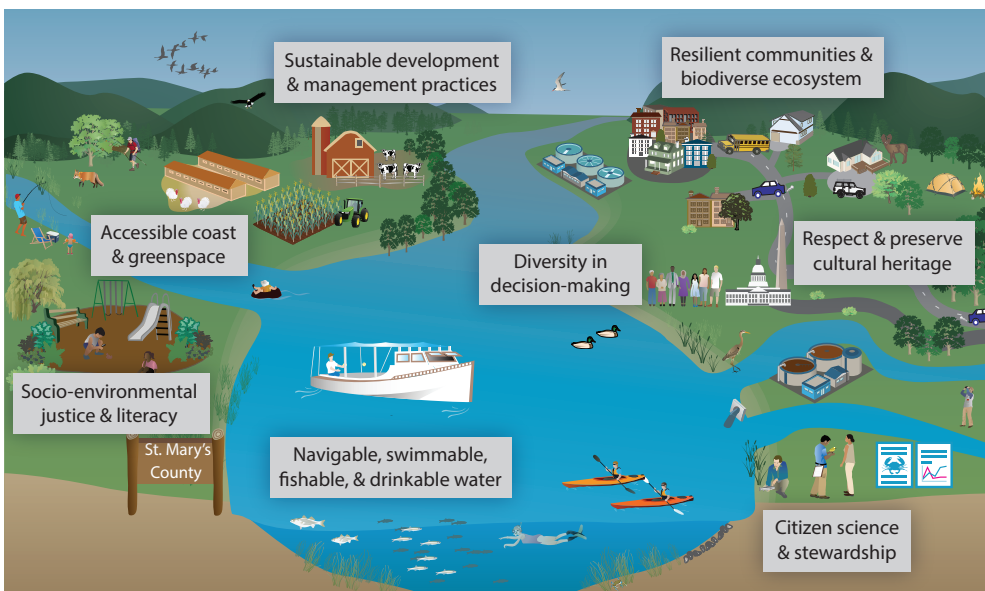 Sustainable development
& management practices
Resilient communities &
biodiverse ecosystem
Accessible coast
& greenspace
Diversity in
decision-making
Respect & preserve
cultural heritage
Socio-environmental
justice & literacy
St. Mary's
County
Navigable, swimmable,
fishable, & drinkable water
Citizen science
& stewardship